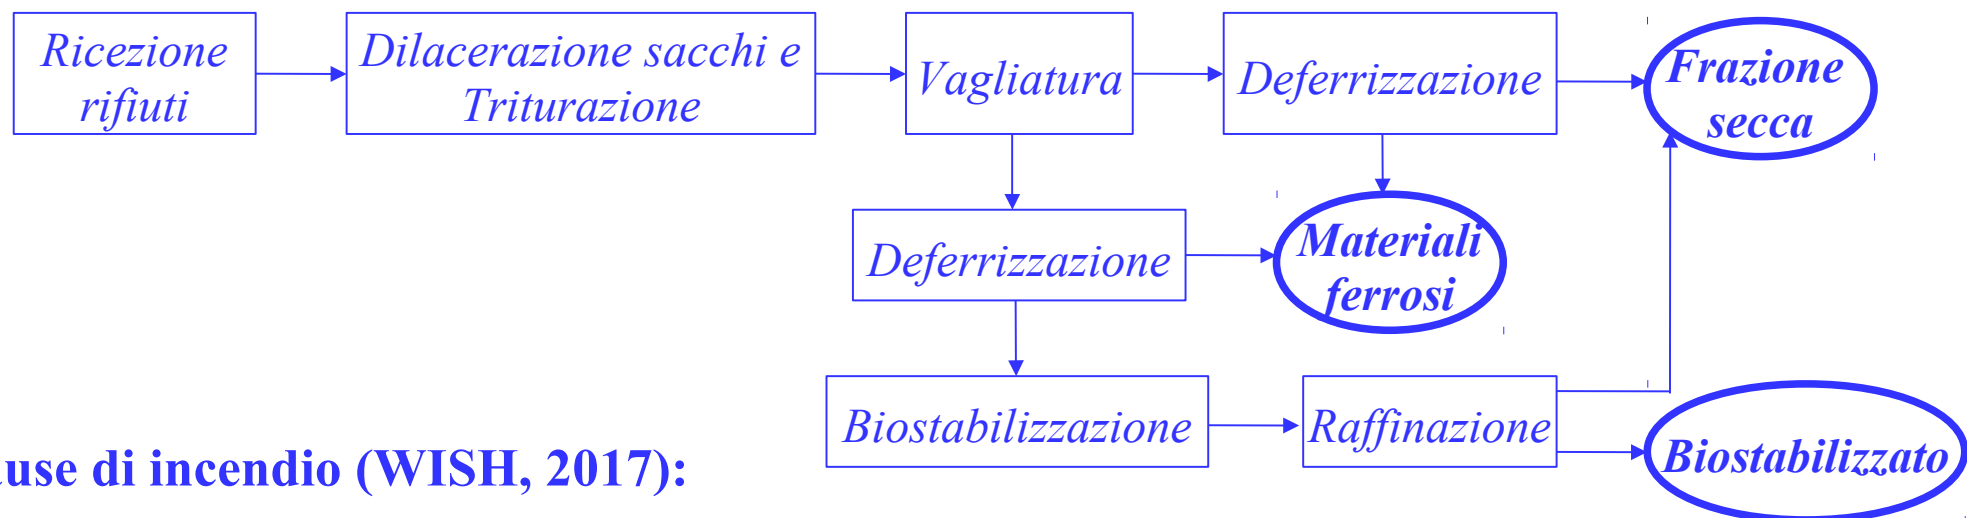 Ricezione
rifiuti
Dilacerazione sacchi e
Triturazione
Vagliatura
Deferrizzazione
Frazione
secca
Deferrizzazione
Materiali
ferrosi
Biostabilizzazione
Raffinazione
Biostabilizzato
di incendio (WISH, 2017):